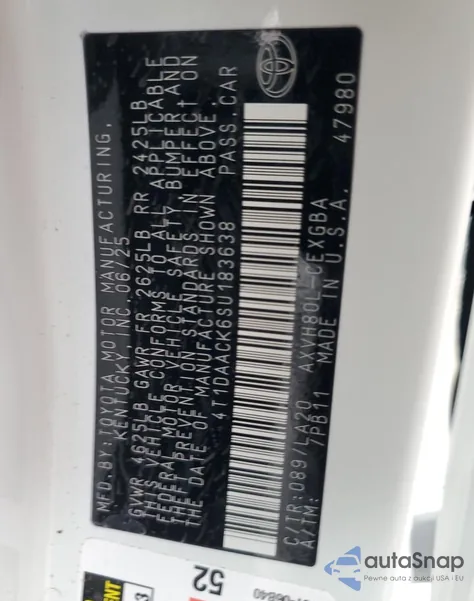 MFD. BY: TOYOTA MOTOR MANUFACTURING,
KENTUCKY, INC. 06/25
GVWR 4625LB GAWR FR 2625LB RR 2425LB
THIS VEHICLE CONFORMS TO ALL APPLICABLE
FEDERAL MOTOR VEHICLE SAFETY BUMPER AND
THEFT PREVENTION STANDARDS IN EFFECT ON
THE DATE OF MANUFACTURE SHOWN ABOVE.
4T1DAACK6SU183638 PASS.CAR
C/TR:089/LA20 AXVH80L-CEXGBA
A/TM: 7PB11 MADE IN U.S.A. 47980
52
autoSnap
Pewne auta z aukcji USA i EU